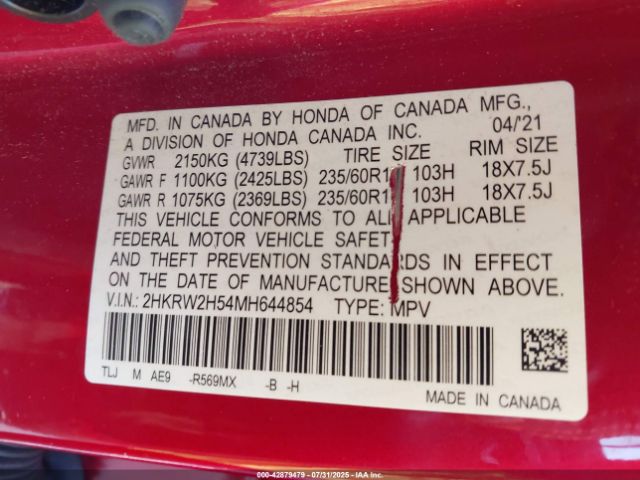 MFD. IN CANADA BY HONDA OF CANADA MFG.,
A DIVISION OF HONDA CANADA INC. 04/'21
GVWR 2150KG (4739LBS) TIRE SIZE RIM SIZE
GAWR F 1100KG (2425LBS) 235/60R1 103H 18X7.5J
GAWR R 1075KG (2369LBS) 235/60R1 103H 18X7.5J
THIS VEHICLE CONFORMS TO ALL APPLICABLE
FEDERAL MOTOR VEHICLE SAFET
AND THEFT PREVENTION STANDARDS IN EFFECT
ON THE DATE OF MANUFACTURE SHOWN ABOVE.
V.I.N.: 2HKRW2H54MH644854 TYPE: MPV
TLJ M AE9 -R569MX -B -H
MADE IN CANADA
000-42879479 | 07/31/2025 - IAA Inc.